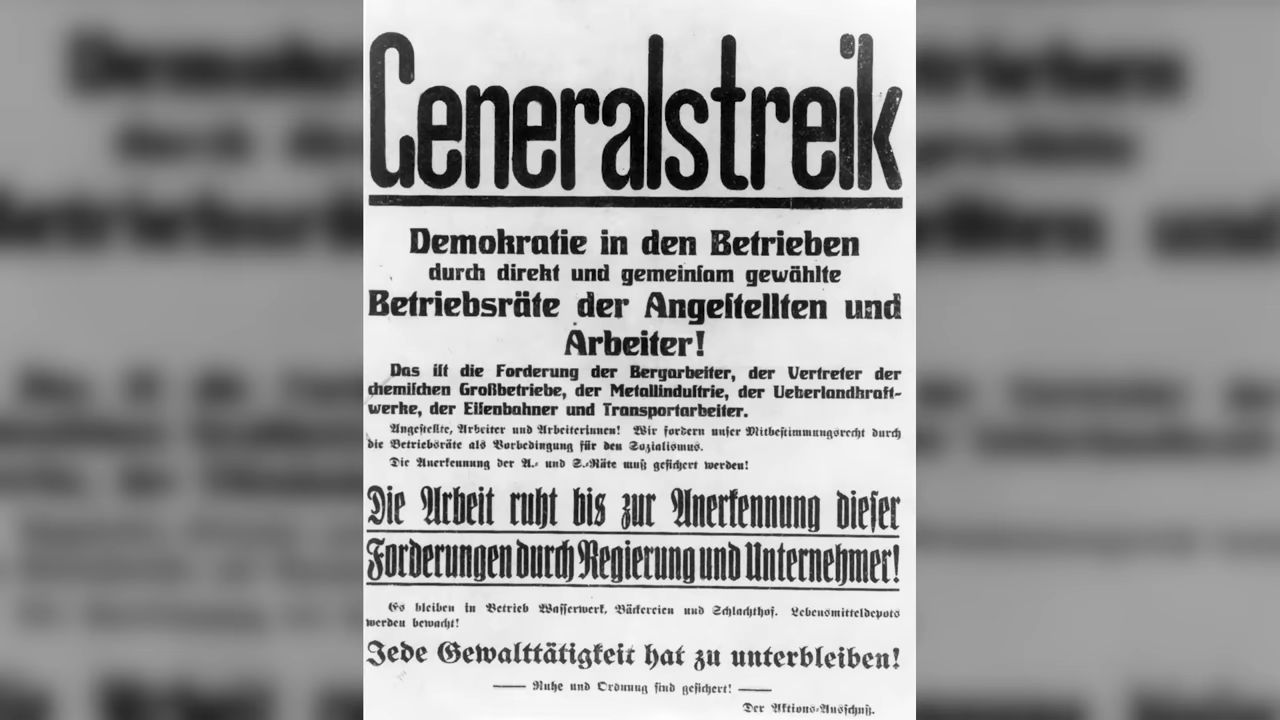 Generalstreik
Demokratie in den Betrieben
durch direkt und gemeinsam gewählte
Betriebsräte der Angestellten und
Arbeiter!
Das ist die Forderung der Bergarbeiter, der Vertreter der
chemischen Großbetriebe, der Metallindustrie, der Ueberlandkraft-
werke, der Eisenbahner und Transportarbeiter.
Angestellte, Arbeiter und Arbeiterinnen! Wir fordern unser Mitbestimmungsrecht durch
die Betriebsräte als Vorbedingung für den Sozialismus.
Die Anerkennung der A.- und S.-Räte muß gesichert werden!
Die Arbeit ruht bis zur Anerkennung dieser
Forderungen durch Regierung und Unternehmer!
Es bleiben in Betrieb Wasserwerk, Bäckereien und Schlachthof. Lebensmitteldepots
werden bewacht!
Jede Gewalttätigkeit hat zu unterbleiben!
Ruhe und Ordnung sind gesichert!
Der Aktions-Ausschuß.